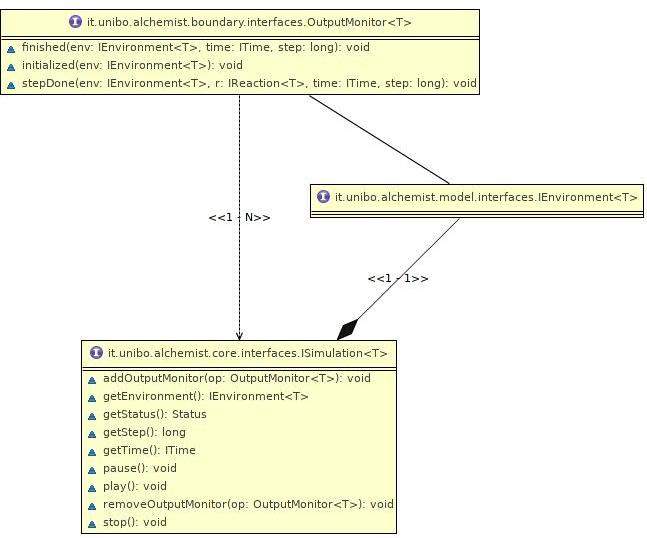 it.unibo.alchemist.boundary.interfaces.OutputMonitor<T>
finished(env: IEnvironment<T>, time: ITime, step: long): void
initialized(env: IEnvironment<T>): void
stepDone(env: IEnvironment<T>, r: IReaction<T>, time: ITime, step: long): void
it.unibo.alchemist.model.interfaces.IEnvironment<T>
<<1 - N>>
<<1 - 1>>
it.unibo.alchemist.core.interfaces.ISimulation<T>
addOutputMonitor(op: OutputMonitor<T>): void
getEnvironment(): IEnvironment<T>
getStatus(): Status
getStep(): long
getTime(): ITime
pause(): void
play(): void
removeOutputMonitor(op: OutputMonitor<T>): void
stop(): void